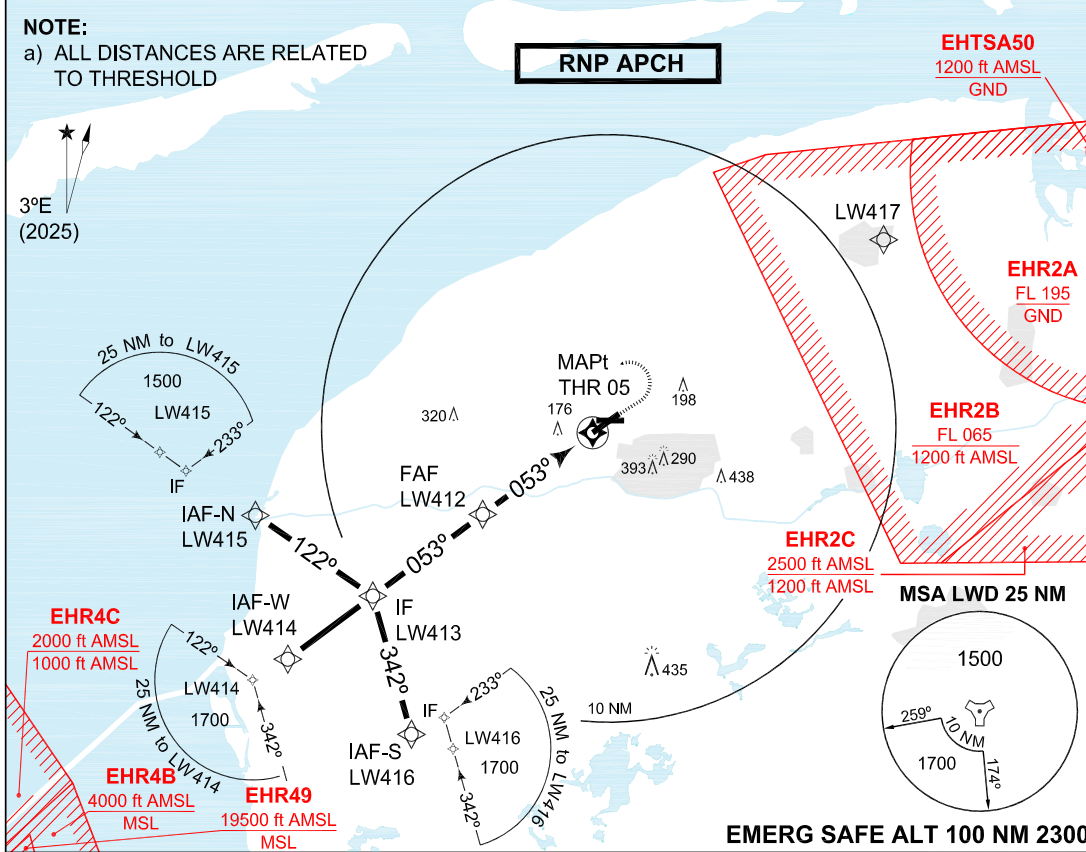 NOTE:
a) ALL DISTANCES ARE RELATED
TO THRESHOLD
RNP APCH
EHTSA50
1200 ft AMSL
GND
3ºE
(2025)
LW417
EHR2A
FL 195
GND
25 NM to LW415
1500
LW415
122º
233º
IF
MAPt
THR 05
320
176
198
393
290
438
EHR2B
FL 065
1200 ft AMSL
FAF
LW412
053º
IAF-N
LW415
122º
053º
EHR2C
2500 ft AMSL
1200 ft AMSL
IF
LW413
IAF-W
LW414
MSA LWD 25 NM
1500
259º
10 NM
1700
174º
EHR4C
2000 ft AMSL
1000 ft AMSL
122º
LW414
1700
342º
25 NM to LW414
342º
435
10 NM
IAF-S
LW416
IF
233º
LW416
1700
342º
25 NM to LW416
EHR4B
4000 ft AMSL
MSL
EHR49
19500 ft AMSL
MSL
EMERG SAFE ALT 100 NM 2300